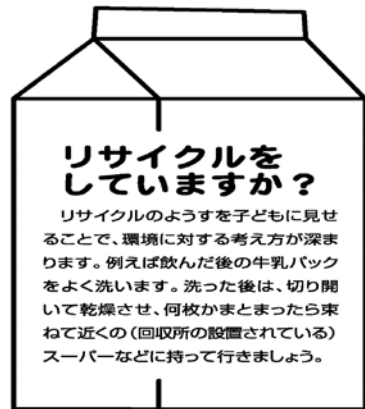 リサイクルを
していますか？
リサイクルのようすを子どもに見せ
ることで、環境に対する考え方が深ま
ります。例えば飲んだ後の牛乳パック
をよく洗います。洗った後は、切り開
いて乾燥させ、何枚かまとまったら束
ねて近くの（回収所の設置されている）
スーパーなどに持って行きましょう。